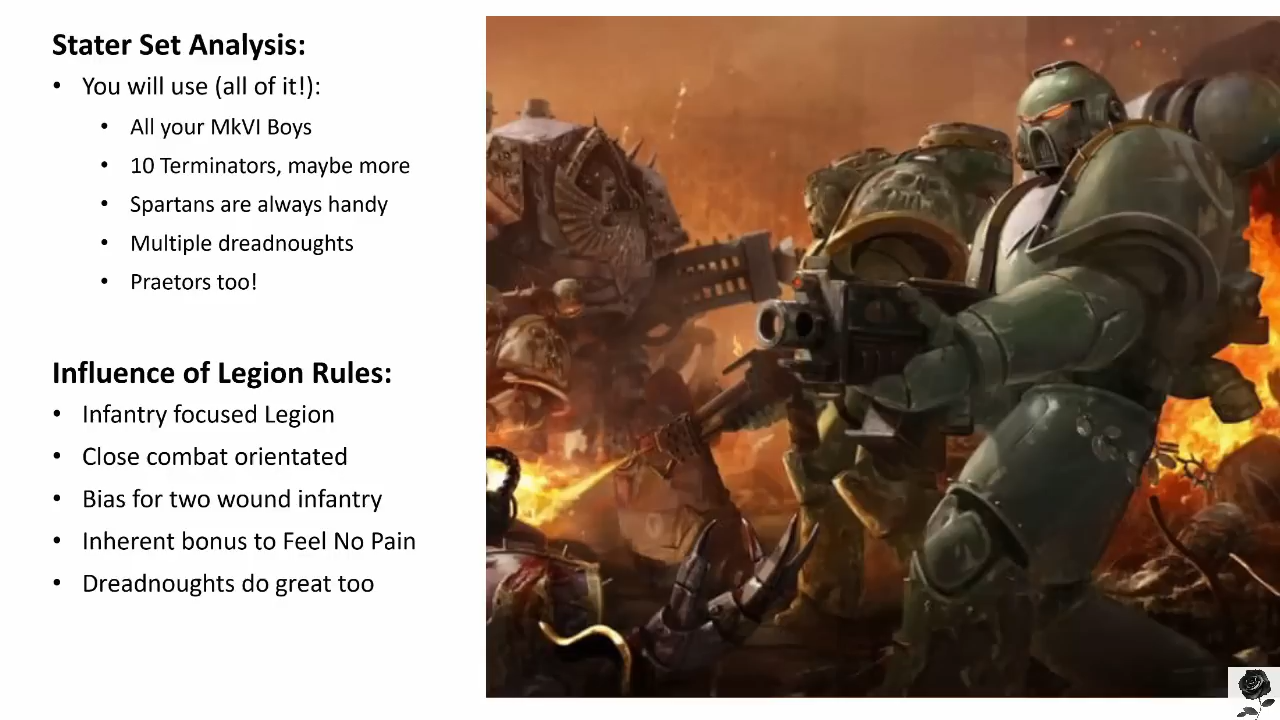 Stater Set Analysis:
• You will use (all of it!):
• All your MkVI Boys
• 10 Terminators, maybe more
• Spartans are always handy
• Multiple dreadnoughts
• Praetors too!
Influence of Legion Rules:
• Infantry focused Legion
• Close combat orientated
• Bias for two wound infantry
• Inherent bonus to Feel No Pain
• Dreadnoughts do great too